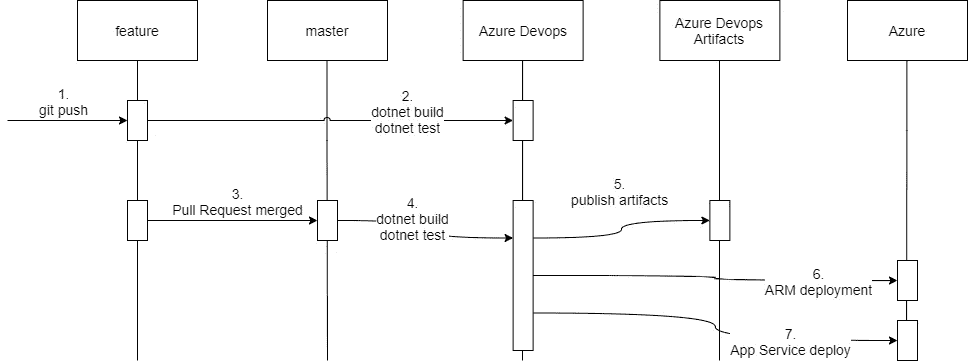 feature
master
Azure Devops
Azure Devops
Artifacts
Azure
1.
git push
2.
dotnet build
dotnet test
3.
Pull Request merged
4.
dotnet build
dotnet test
5.
publish artifacts
6.
ARM deployment
7.
App Service deploy